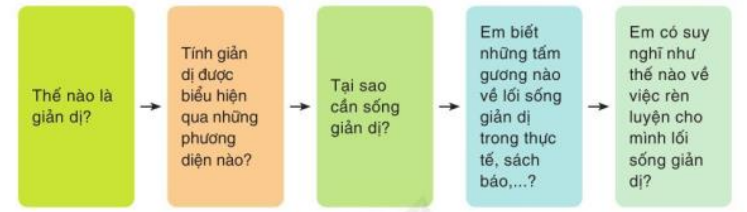 Thế nào là
giản dị?
Tính giản
dị được
biểu hiện
qua những
phương
diện nào?
Tại sao
cần sống
giản dị?
Em biết
những tấm
gương nào
về lối sống
giản dị
trong thực
tế, sách
báo,...?
Em có suy
nghĩ như
thế nào về
việc rèn
luyện cho
mình lối
sống giản
dị?